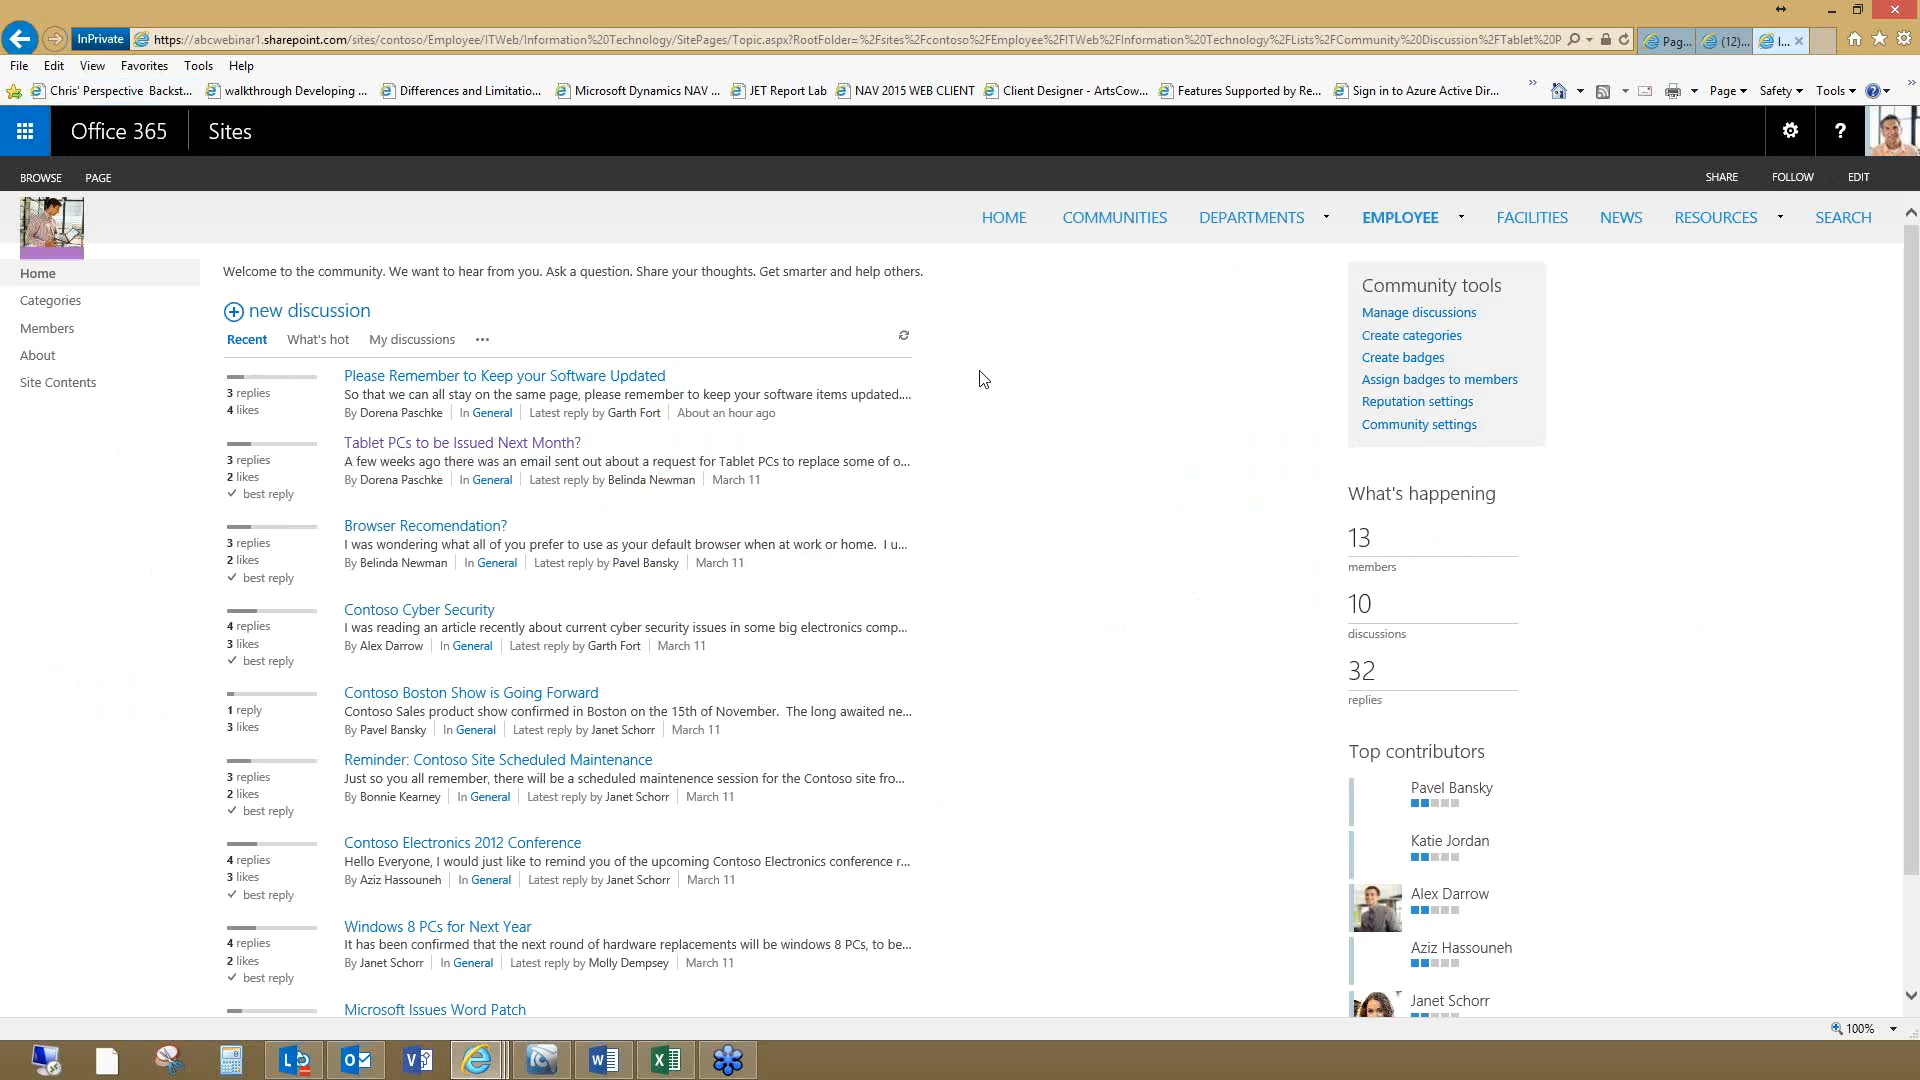 InPrivate https://abcwebinar1.sharepoint.com/sites/contoso/Employee/ITWeb/Information%20Technology/SitePages/Topic.aspx?RootFolder=%2Fsites%2Fcontoso%2FEmployee%2FITWeb%2FInformation%20Technology%2FLists%2FCommunity%20Discussion%2FTablet%20P Pag... (12)... I...
File Edit View Favorites Tools Help
Chris' Perspective Backst... walkthrough Developing ... Differences and Limitatio... Microsoft Dynamics NAV ... JET Report Lab NAV 2015 WEB CLIENT Client Designer - ArtsCow... Features Supported by Re... Sign in to Azure Active Dir... Page Safety Tools
Office 365 Sites
BROWSE PAGE SHARE FOLLOW EDIT
HOME COMMUNITIES DEPARTMENTS EMPLOYEE FACILITIES NEWS RESOURCES SEARCH
Home
Categories
Members
About
Site Contents
Welcome to the community. We want to hear from you. Ask a question. Share your thoughts. Get smarter and help others.
new discussion
Recent What's hot My discussions ...
Please Remember to Keep your Software Updated
3 replies
4 likes
So that we can all stay on the same page, please remember to keep your software items updated....
By Dorena Paschke In General Latest reply by Garth Fort About an hour ago
Tablet PCs to be Issued Next Month?
3 replies
2 likes
best reply
A few weeks ago there was an email sent out about a request for Tablet PCs to replace some of o...
By Dorena Paschke In General Latest reply by Belinda Newman March 11
Browser Recomendation?
3 replies
2 likes
best reply
I was wondering what all of you prefer to use as your default browser when at work or home. I u...
By Belinda Newman In General Latest reply by Pavel Bansky March 11
Contoso Cyber Security
4 replies
3 likes
best reply
I was reading an article recently about current cyber security issues in some big electronics comp...
By Alex Darrow In General Latest reply by Garth Fort March 11
Contoso Boston Show is Going Forward
1 reply
3 likes
Contoso Sales product show confirmed in Boston on the 15th of November. The long awaited ne...
By Pavel Bansky In General Latest reply by Janet Schorr March 11
Reminder: Contoso Site Scheduled Maintenance
3 replies
2 likes
best reply
Just so you all remember, there will be a scheduled maintenence session for the Contoso site fro...
By Bonnie Kearney In General Latest reply by Janet Schorr March 11
Contoso Electronics 2012 Conference
4 replies
3 likes
best reply
Hello Everyone, I would just like to remind you of the upcoming Contoso Electronics conference r...
By Aziz Hassouneh In General Latest reply by Janet Schorr March 11
Windows 8 PCs for Next Year
4 replies
2 likes
best reply
It has been confirmed that the next round of hardware replacements will be windows 8 PCs, to be...
By Janet Schorr In General Latest reply by Molly Dempsey March 11
Microsoft Issues Word Patch
Community tools
Manage discussions
Create categories
Create badges
Assign badges to members
Reputation settings
Community settings
What's happening
13
members
10
discussions
32
replies
Top contributors
Pavel Bansky
Katie Jordan
Alex Darrow
Aziz Hassouneh
Janet Schorr
100%